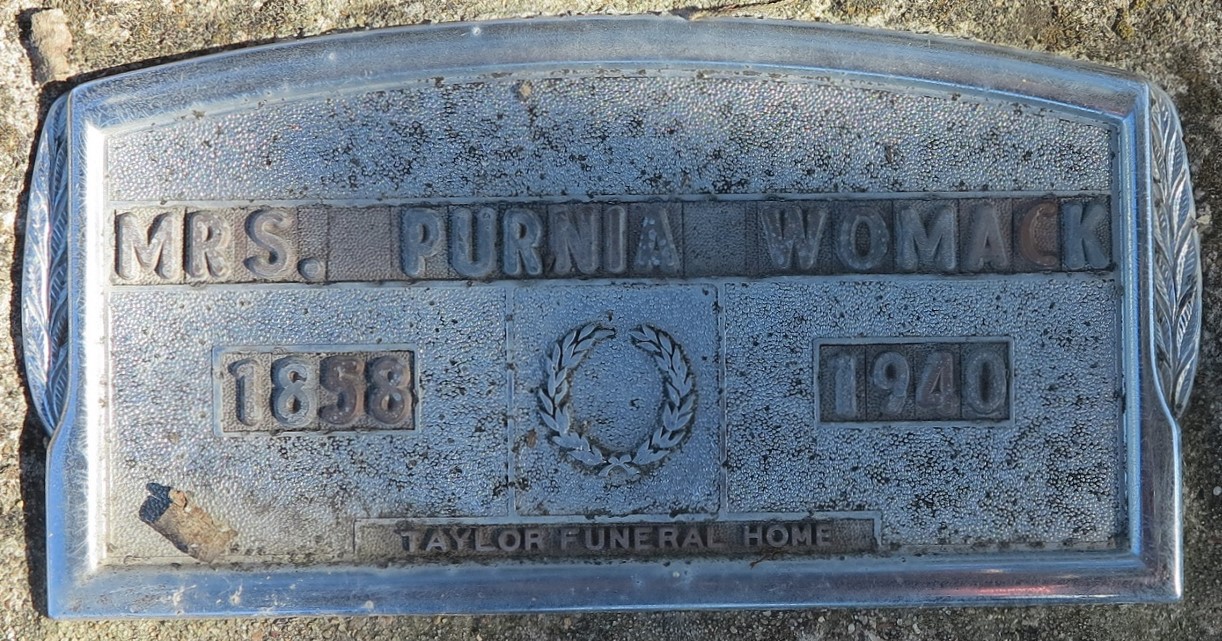 MRS. PURNIA WOMACK
1858 1940
TAYLOR FUNERAL HOME